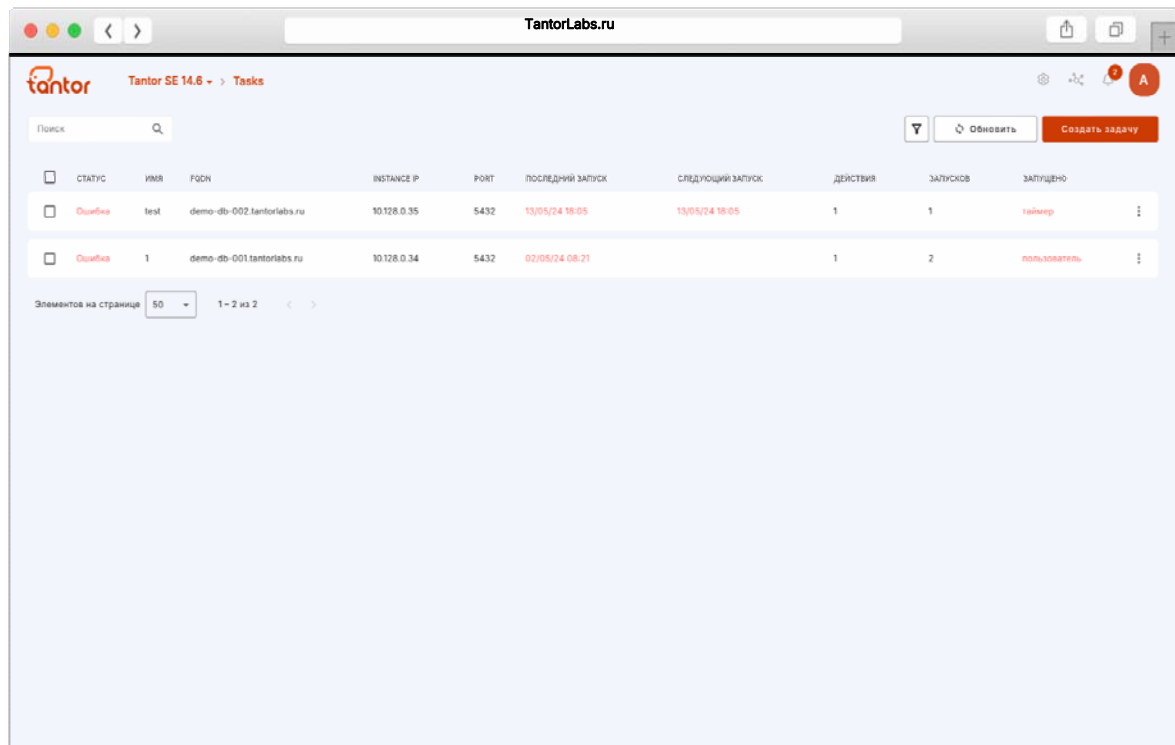 TantorLabs.ru
tantor Tantor SE 14.6 > Tasks 2 A
Поиск Обновить Создать задачу
СТАТУС ИМЯ FQDN INSTANCE IP PORT ПОСЛЕДНИЙ ЗАПУСК СЛЕДУЮЩИЙ ЗАПУСК ДЕЙСТВИЯ ЗАПУСКОВ ЗАПУЩЕНО
Ошибка test demo-db-002.tantorlabs.ru 10.128.0.35 5432 13/05/24 18:05 13/05/24 18:05 1 1 таймер
Ошибка 1 demo-db-001.tantorlabs.ru 10.128.0.34 5432 02/05/24 08:21 1 2 пользователь
Элементов на странице 50 1 – 2 из 2